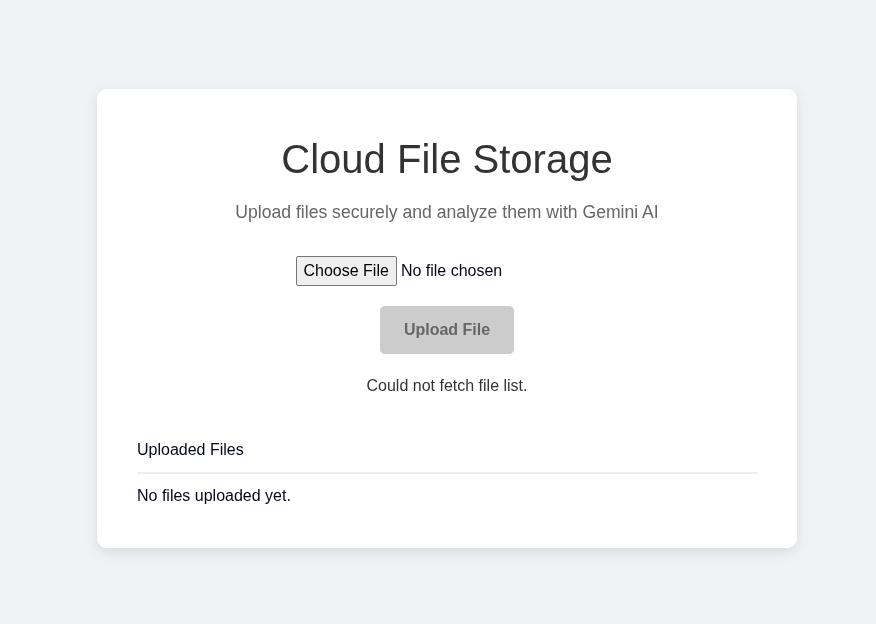 Cloud File Storage
Upload files securely and analyze them with Gemini AI
Choose File No file chosen
Upload File
Could not fetch file list.
Uploaded Files
No files uploaded yet.